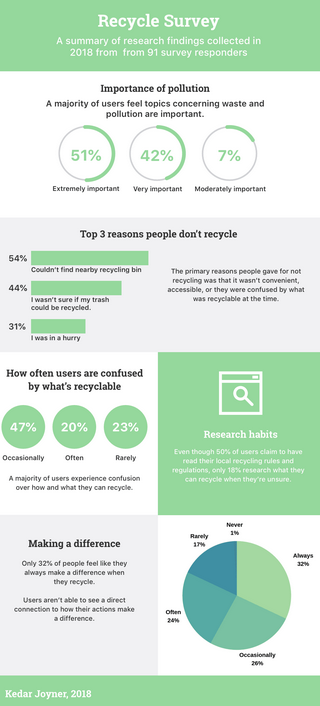 Recycle Survey
A summary of research findings collected in
2018 from from 91 survey responders
Importance of pollution
A majority of users feel topics concerning waste and
pollution are important.
51%
42%
7%
Extremely important
Very important
Moderately important
Top 3 reasons people don't recycle
54%
Couldn't find nearby recycling bin
44%
I wasn't sure if my trash
could be recycled.
31%
I was in a hurry
The primary reasons people gave for not
recycling was that it wasn't convenient,
accessible, or they were confused by what
was recyclable at the time.
How often users are confused
by what's recyclable
47%
20%
23%
Occasionally
Often
Rarely
A majority of users experience confusion
over how and what they can recycle.
Research habits
Even though 50% of users claim to have
read their local recycling rules and
regulations, only 18% research what they
can recycle when they're unsure.
Making a difference
Only 32% of people feel like they
always make a difference when
they recycle.
Users aren't able to see a direct
connection to how their actions make
a difference.
Never
1%
Rarely
17%
Always
32%
Often
24%
Occasionally
26%
Kedar Joyner, 2018